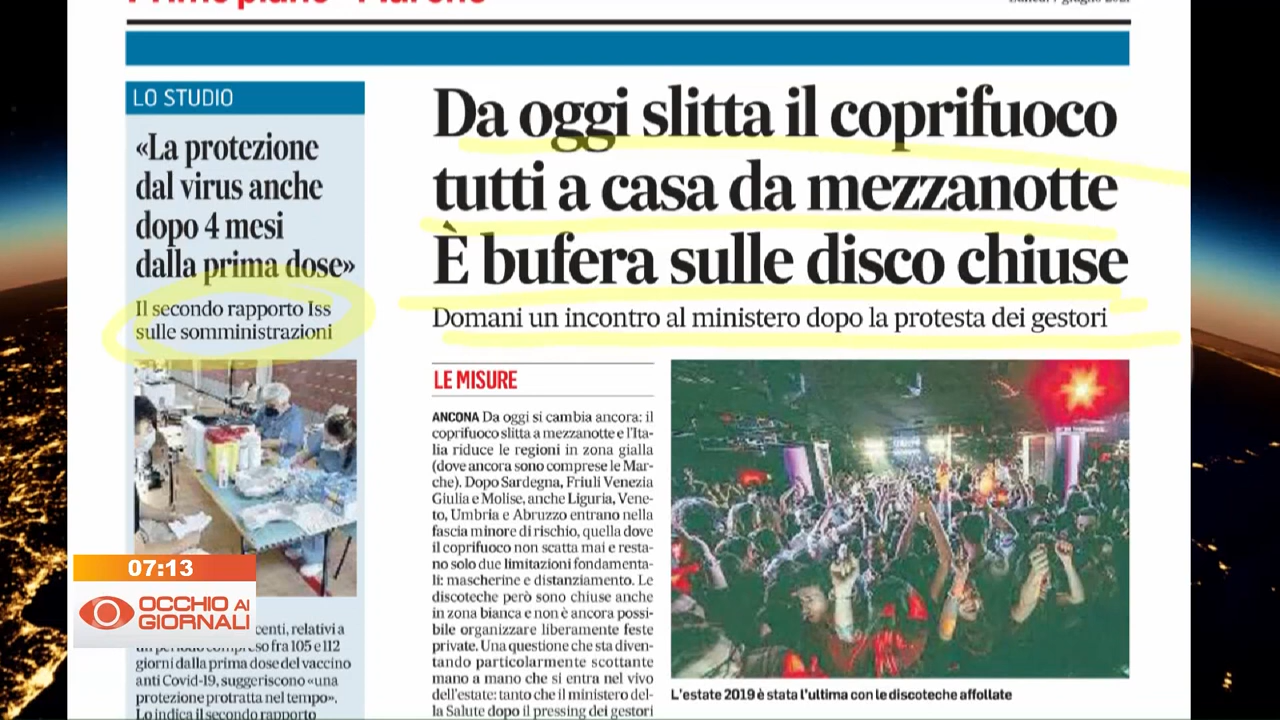 Primo piano Marche
Lunedì 7 giugno 2021
LO STUDIO
«La protezione
dal virus anche
dopo 4 mesi
dalla prima dose»
Il secondo rapporto Iss
sulle somministrazioni
Da oggi slitta il coprifuoco
tutti a casa da mezzanotte
È bufera sulle disco chiuse
Domani un incontro al ministero dopo la protesta dei gestori
LE MISURE
ANCONA Da oggi si cambia ancora: il
coprifuoco slitta a mezzanotte e l'Ita-
lia riduce le regioni in zona gialla
(dove ancora sono comprese le Mar-
che). Dopo Sardegna, Friuli Venezia
Giulia e Molise, anche Liguria, Vene-
to, Umbria e Abruzzo entrano nella
fascia minore di rischio, quella dove
il coprifuoco non scatta mai e resta-
no solo due limitazioni fondamenta-
li: mascherine e distanziamento. Le
discoteche però sono chiuse anche
in zona bianca e non è ancora possi-
bile organizzare liberamente feste
private. Una questione che sta diven-
tando particolarmente scottante
mano a mano che si entra nel vivo
dell'estate: tanto che il ministero del-
la Salute dopo il pressing dei gestori
L'estate 2019 è stata l'ultima con le discoteche affollate
07:13
OCCHIO AI
GIORNALI
centi, relativi a
un periodo compreso fra 105 e 112
giorni dalla prima dose del vaccino
anti Covid-19, suggeriscono «una
protezione protratta nel tempo».
Lo indica il secondo rapporto